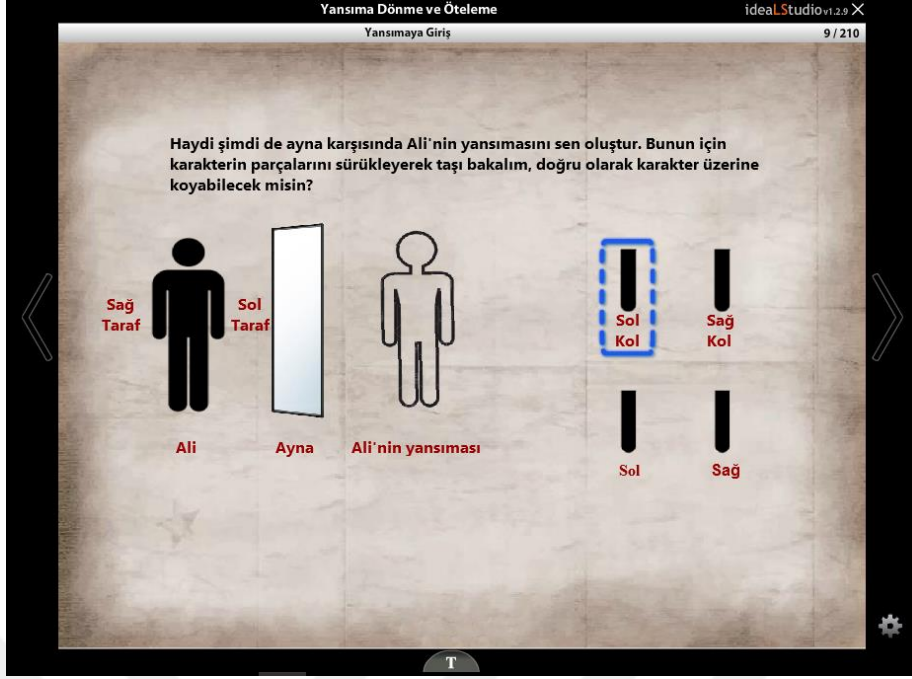 Yansıma Dönme ve Öteleme
ideaLStudio v1.2.9 X
Yansımaya Giriş
9 / 210
Haydi şimdi de ayna karşısında Ali'nin yansımasını sen oluştur. Bunun için
karakterin parçalarını sürükleyerek taşı bakalım, doğru olarak karakter üzerine
koyabilecek misin?
Sağ
Taraf
Sol
Taraf
Sol
Kol
Sağ
Kol
Ali
Ayna
Ali'nin yansıması
Sol
Sağ
T